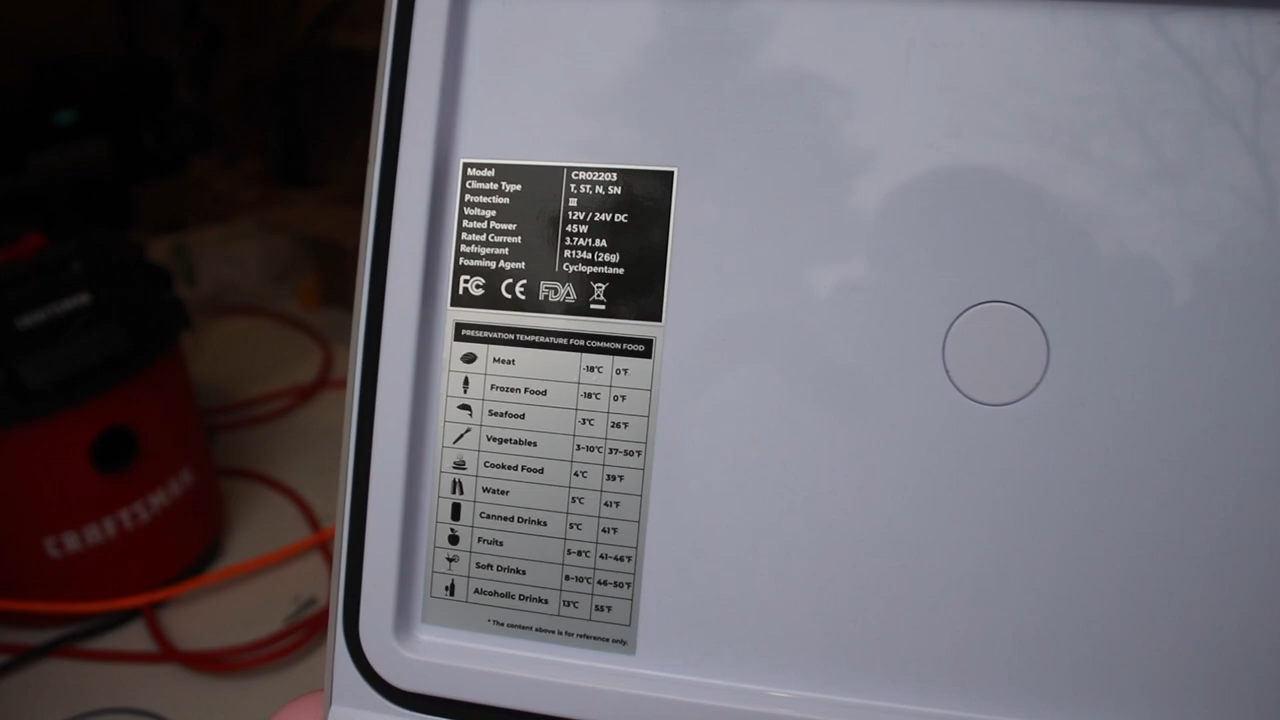 Model CR02203
Climate Type T, ST, N, SN
Protection III
Voltage 12V / 24V DC
Rated Power 45W
Rated Current 3.7A/1.8A
Refrigerant R134a (26g)
Foaming Agent Cyclopentane
FC CE FDA
PRESERVATION TEMPERATURE FOR COMMON FOOD
Meat -18℃ 0℉
Frozen Food -18℃ 0℉
Seafood -3℃ 26℉
Vegetables 3~10℃ 37~50℉
Cooked Food 4℃ 39℉
Water 5℃ 41℉
Canned Drinks 5℃ 41℉
Fruits 5~8℃ 41~46℉
Soft Drinks 8~10℃ 46~50℉
Alcoholic Drinks 13℃ 55℉
* The content above is for reference only.
CRAFTSMAN